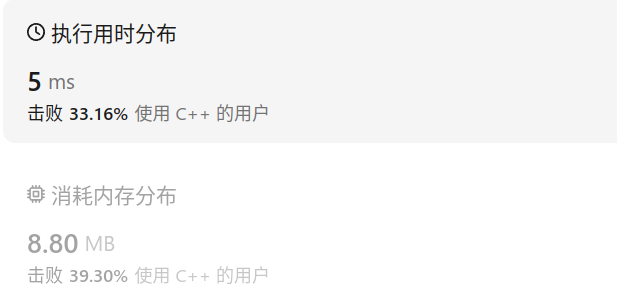 执行用时分布
5 ms
击败 33.16% 使用 C++ 的用户
消耗内存分布
8.80 MB
击败 39.30% 使用 C++ 的用户